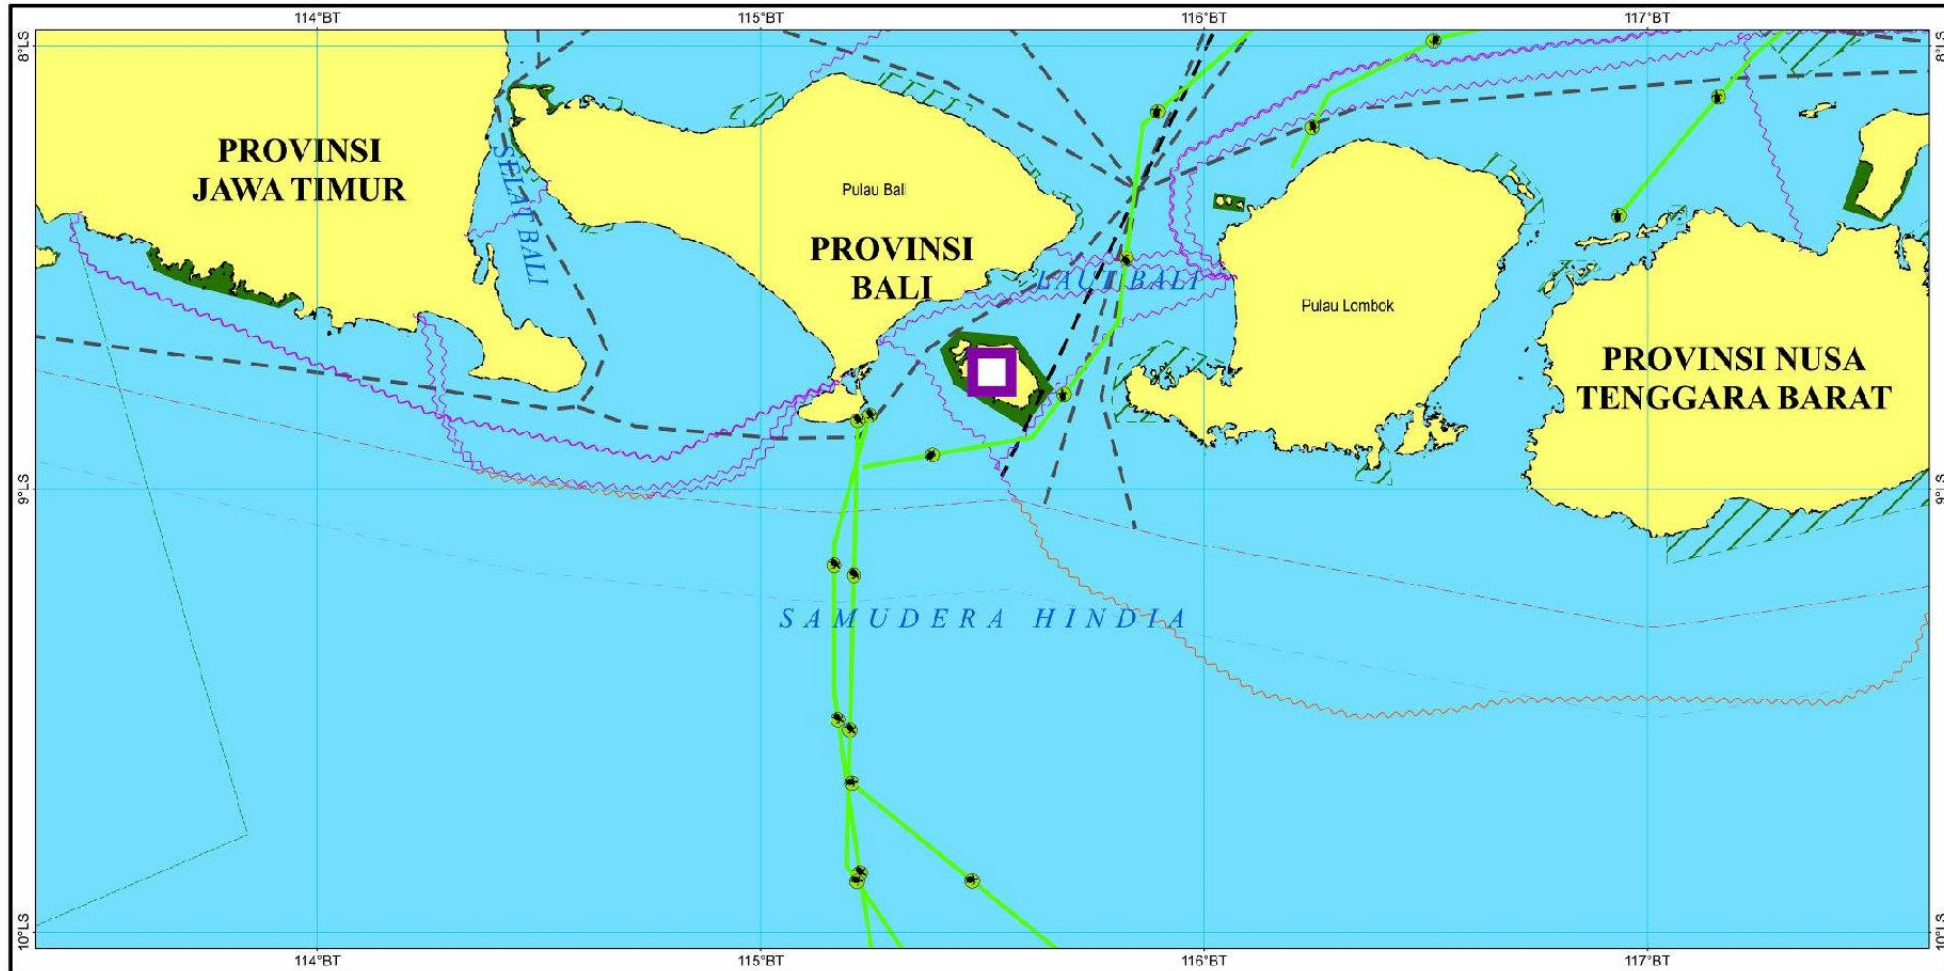 114°BT
115°BT
116°BT
117°BT
8°LS
8°LS
PROVINSI
JAWA TIMUR
SELAT BALI
Pulau Bali
PROVINSI
BALI
LAUT BALI
Pulau Lombok
PROVINSI NUSA
TENGGARA BARAT
9°LS
9°LS
SAMUDERA HINDIA
10°LS
10°LS
114°BT
115°BT
116°BT
117°BT